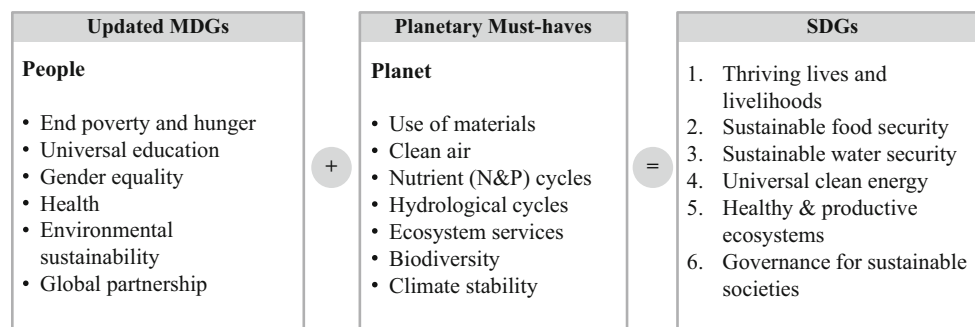 Updated MDGs
People
• End poverty and hunger
• Universal education
• Gender equality
• Health
• Environmental
sustainability
• Global partnership
+
Planetary Must-haves
Planet
• Use of materials
• Clean air
• Nutrient (N&P) cycles
• Hydrological cycles
• Ecosystem services
• Biodiversity
• Climate stability
=
SDGs
1. Thriving lives and
livelihoods
2. Sustainable food security
3. Sustainable water security
4. Universal clean energy
5. Healthy & productive
ecosystems
6. Governance for sustainable
societies